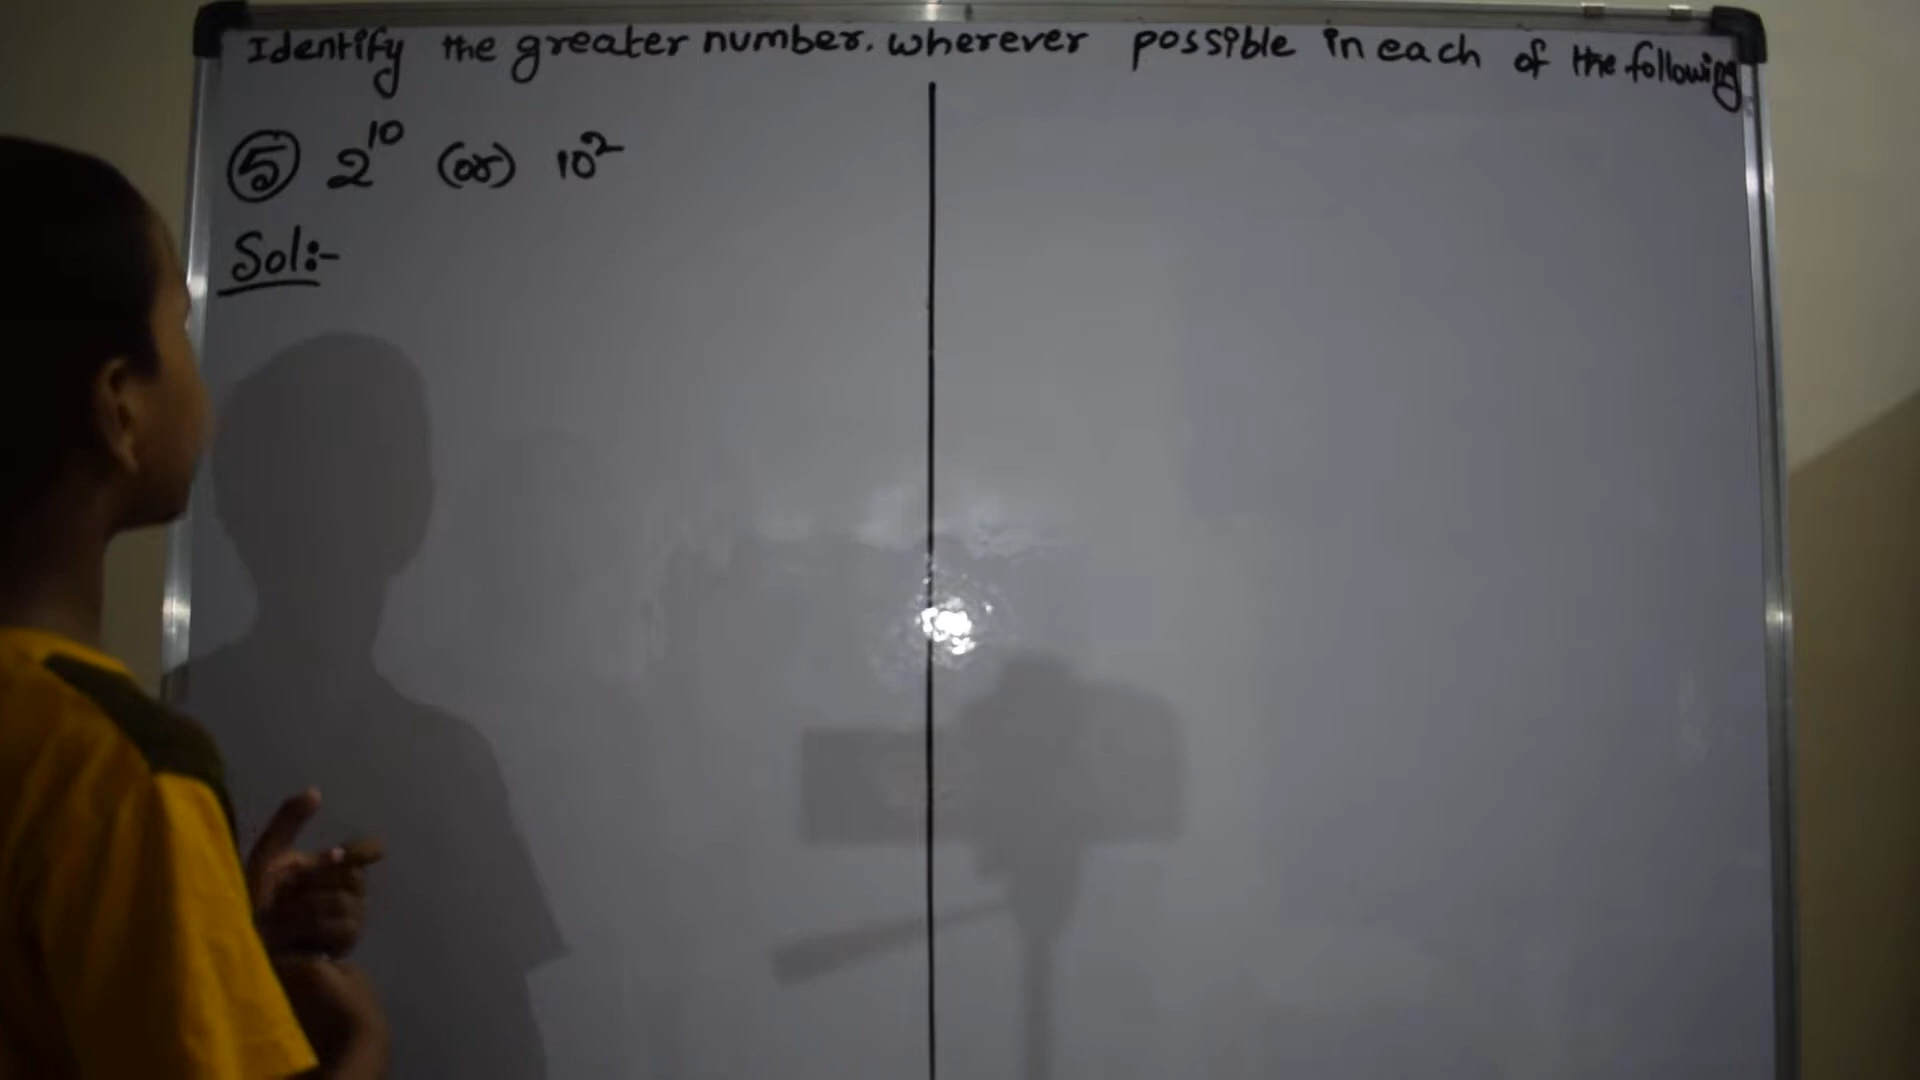 Identify the greater number. wherever possible in each of the following
⑤ 2¹⁰ (or) 10²
Sol:-